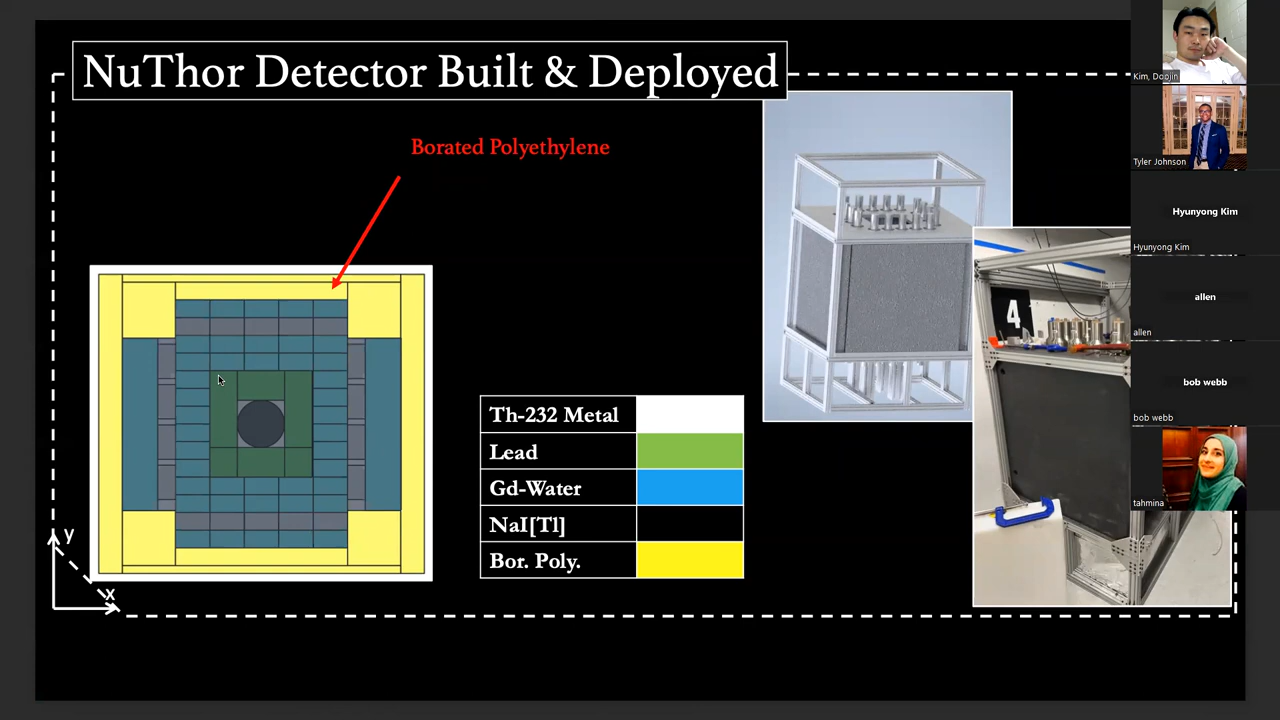 NuThor Detector Built & Deployed
Borated Polyethylene
Th-232 Metal
Lead
Gd-Water
NaI[Tl]
Bor. Poly.
y
x
4
Kim, Doojin
Tyler Johnson
Hyunyong Kim
Hyunyong Kim
allen
allen
bob webb
bob webb
tahmina